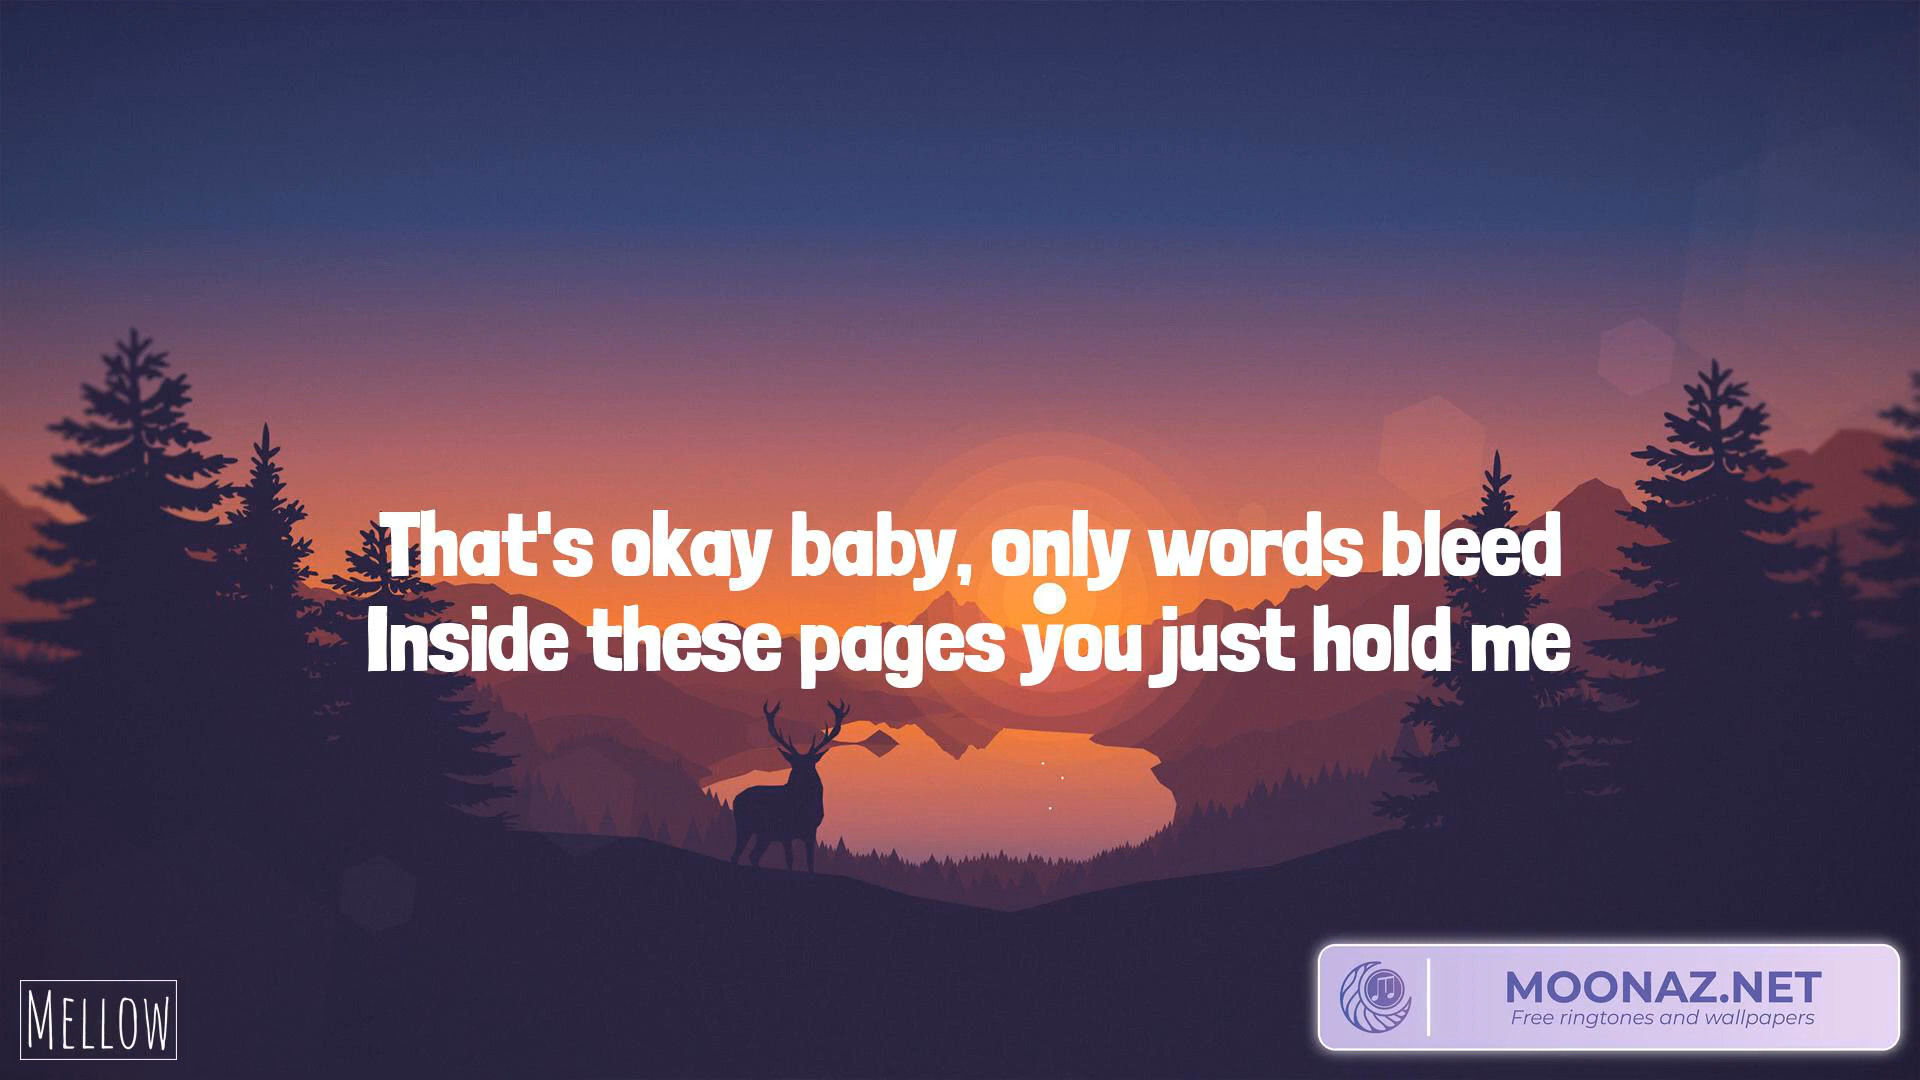 That's okay baby, only words bleed
Inside these pages you just hold me
MELLOW
MOONAZ.NET
Free ringtones and wallpapers